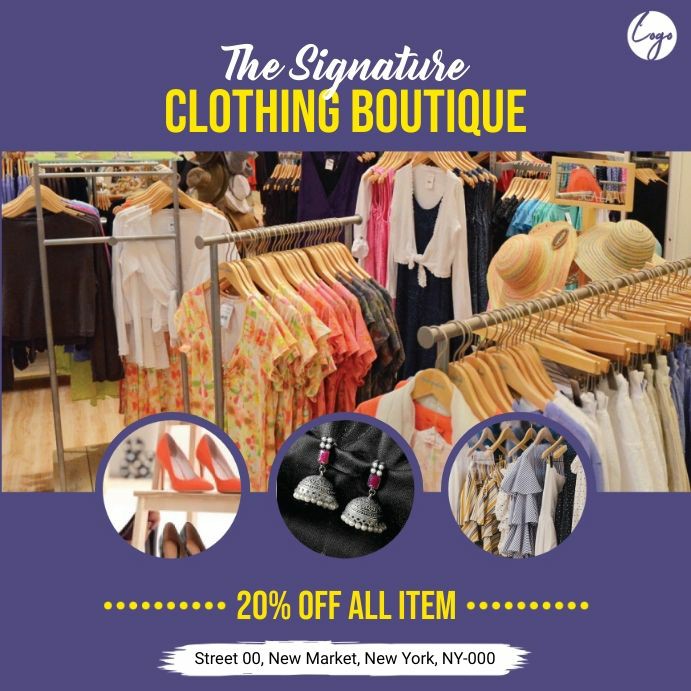 Logo
The Signature
CLOTHING BOUTIQUE
20% OFF ALL ITEM
Street 00, New Market, New York, NY-000